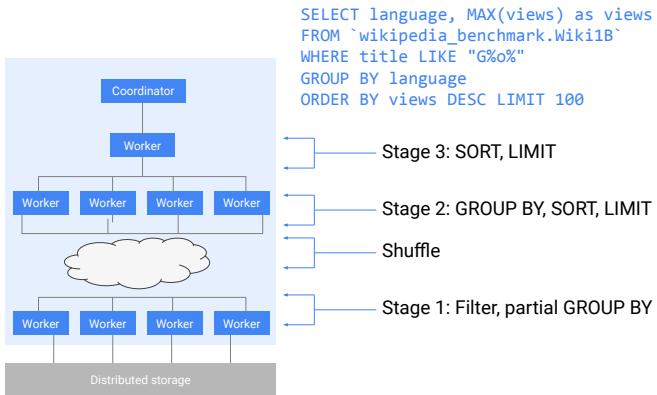 SELECT language, MAX(views) as views
FROM `wikipedia_benchmark.Wiki1B`
WHERE title LIKE "G%o%"
GROUP BY language
ORDER BY views DESC LIMIT 100
Coordinator
Worker
Stage 3: SORT, LIMIT
Worker Worker Worker Worker
Stage 2: GROUP BY, SORT, LIMIT
Shuffle
Stage 1: Filter, partial GROUP BY
Worker Worker Worker Worker
Distributed storage